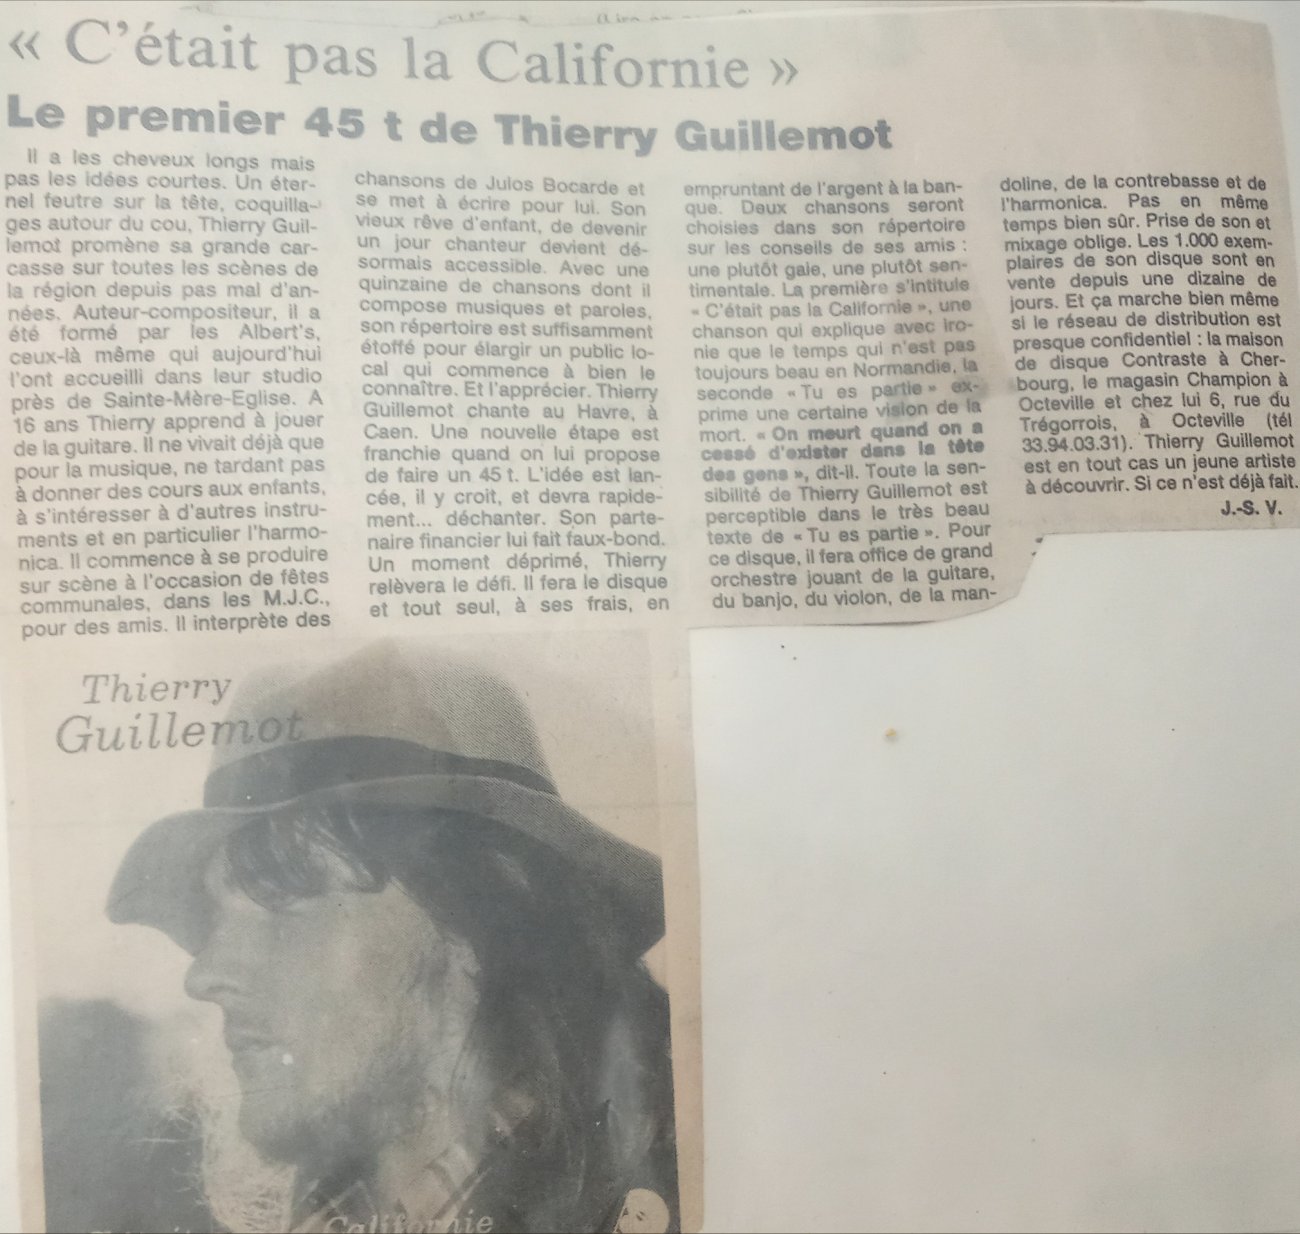 « C'était pas la Californie »
Le premier 45 t de Thierry Guillemot
Il a les cheveux longs mais
pas les idées courtes. Un éter-
nel feutre sur la tête, coquilla-
ges autour du cou, Thierry Guil-
lemot promène sa grande car-
casse sur toutes les scènes de
la région depuis pas mal d'an-
nées. Auteur-compositeur, il a
été formé par les Albert's,
ceux-là même qui aujourd'hui
l'ont accueilli dans leur studio
près de Sainte-Mère-Eglise. A
16 ans Thierry apprend à jouer
de la guitare. Il ne vivait déjà que
pour la musique, ne tardant pas
à donner des cours aux enfants,
à s'intéresser à d'autres instru-
ments et en particulier l'harmo-
nica. Il commence à se produire
sur scène à l'occasion de fêtes
communales, dans les M.J.C.,
pour des amis. Il interprète des
chansons de Julos Bocarde et
se met à écrire pour lui. Son
vieux rêve d'enfant, de devenir
un jour chanteur devient dé-
sormais accessible. Avec une
quinzaine de chansons dont il
compose musiques et paroles,
son répertoire est suffisamment
étoffé pour élargir un public lo-
cal qui commence à bien le
connaître. Et l'apprécier. Thierry
Guillemot chante au Havre, à
Caen. Une nouvelle étape est
franchie quand on lui propose
de faire un 45 t. L'idée est lan-
cée, il y croit, et devra rapide-
ment... déchanter. Son parte-
naire financier lui fait faux-bond.
Un moment déprimé, Thierry
relèvera le défi. Il fera le disque
et tout seul, à ses frais, en
empruntant de l'argent à la ban-
que. Deux chansons seront
choisies dans son répertoire
sur les conseils de ses amis :
une plutôt gaie, une plutôt sen-
timentale. La première s'intitule
« C'était pas la Californie », une
chanson qui explique avec iro-
nie que le temps qui n'est pas
toujours beau en Normandie, la
seconde « Tu es partie » ex-
prime une certaine vision de la
mort. « On meurt quand on a
cessé d'exister dans la tête
des gens », dit-il. Toute la sen-
sibilité de Thierry Guillemot est
perceptible dans le très beau
texte de « Tu es partie ». Pour
ce disque, il fera office de grand
orchestre jouant de la guitare,
du banjo, du violon, de la man-
doline, de la contrebasse et de
l'harmonica. Pas en même
temps bien sûr. Prise de son et
mixage oblige. Les 1.000 exem-
plaires de son disque sont en
vente depuis une dizaine de
jours. Et ça marche bien même
si le réseau de distribution est
presque confidentiel : la maison
de disque Contraste à Cher-
bourg, le magasin Champion à
Octeville et chez lui 6, rue du
Trégorrois, à Octeville (tél
33.94.03.31). Thierry Guillemot
est en tout cas un jeune artiste
à découvrir. Si ce n'est déjà fait.
J.-S. V.
Thierry
Guillemot
Californie